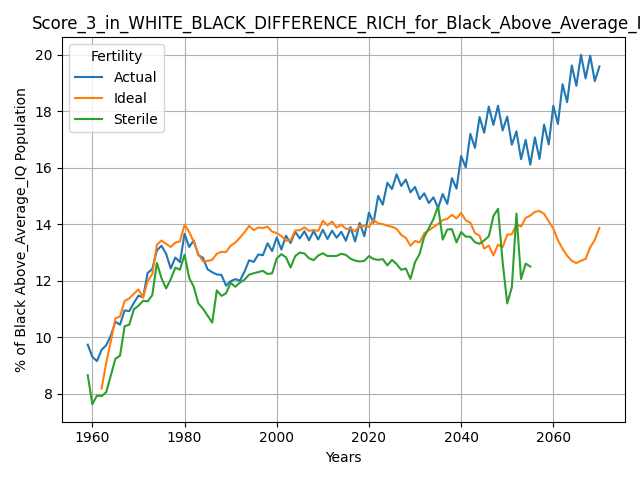 Score_3_in_WHITE_BLACK_DIFFERENCE_RICH_for_Black_Above_Average_I
Fertility
Actual
Ideal
Sterile
% of Black Above_Average_IQ Population
20
18
16
14
12
10
8
1960 1980 2000 2020 2040 2060
Years